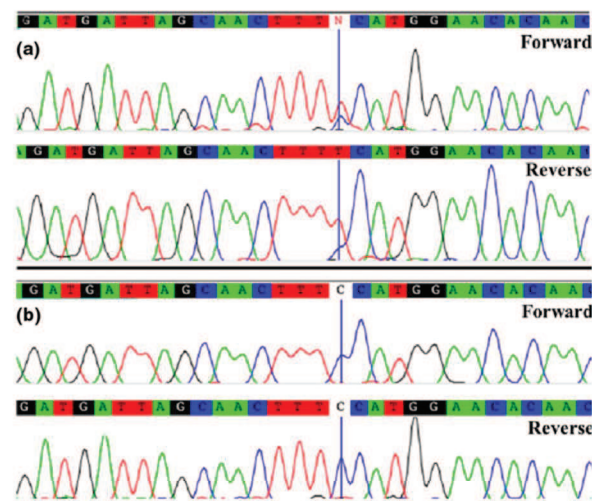 G A T G A T T A G C A A C T T T N C A T G G A A C A C A A C
(a)
Forward
A G A T G A T T A G C A A C T T T T C A T G G A A C A C A A C
Reverse
G A T G A T T A G C A A C T T T C C A T G G A A C A C A A C
(b)
Forward
G A T G A T T A G C A A C T T T C C A T G G A A C A C A A C
Reverse